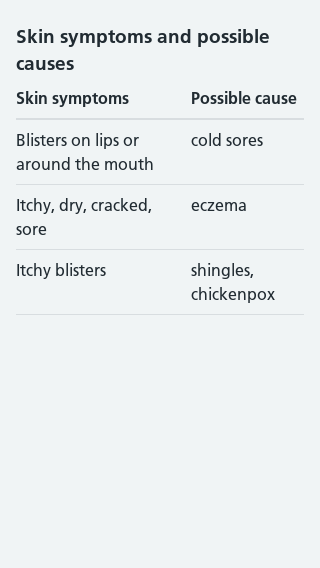 Skin symptoms and possible
causes
Skin symptoms Possible cause
Blisters on lips or cold sores
around the mouth
Itchy, dry, cracked, eczema
sore
Itchy blisters shingles,
chickenpox